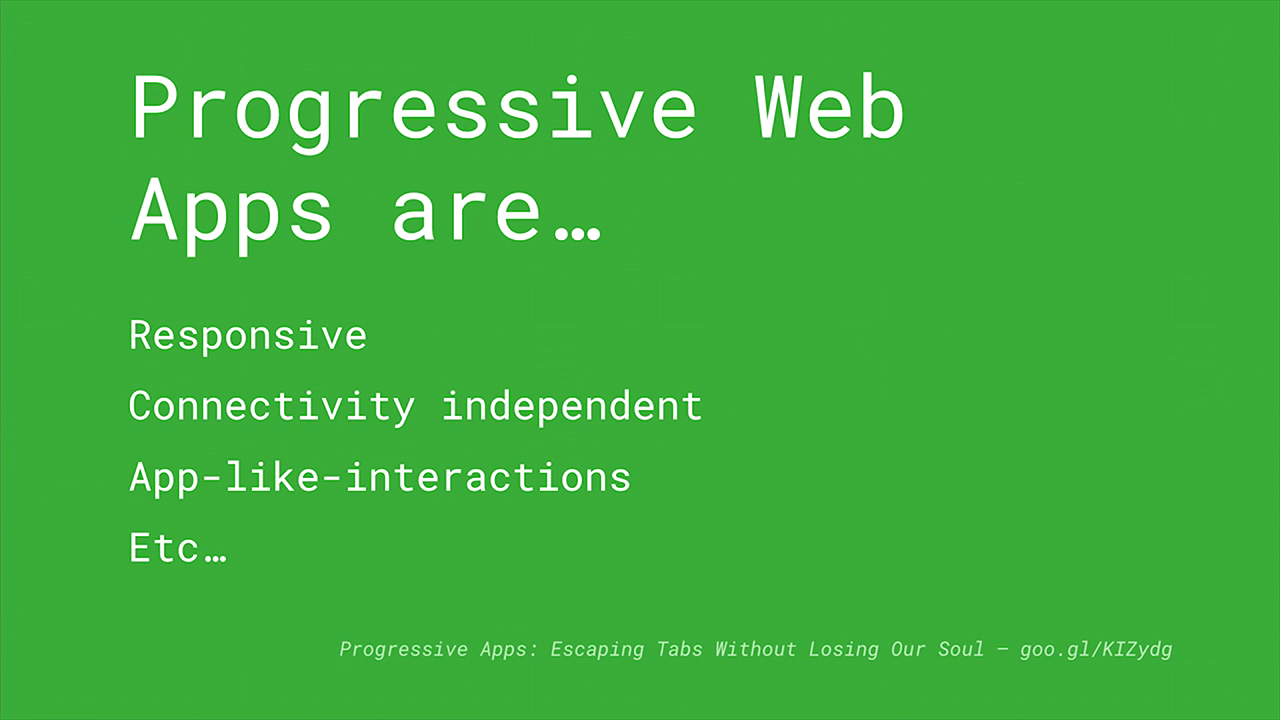 Progressive Web
Apps are…
Responsive
Connectivity independent
App-like-interactions
Etc…
Progressive Apps: Escaping Tabs Without Losing Our Soul – goo.gl/KIZydg